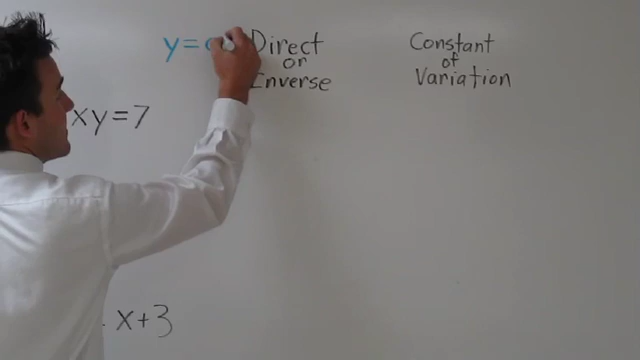 y=
Direct
or
Inverse
Constant
of
Variation
xy=7
x+3